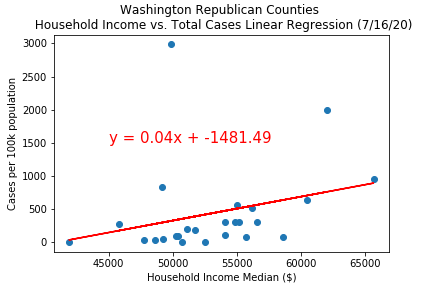 Washington Republican Counties
Household Income vs. Total Cases Linear Regression (7/16/20)
3000
2500
2000
1500
1000
500
0
Cases per 100k population
y = 0.04x + -1481.49
45000 50000 55000 60000 65000
Household Income Median ($)